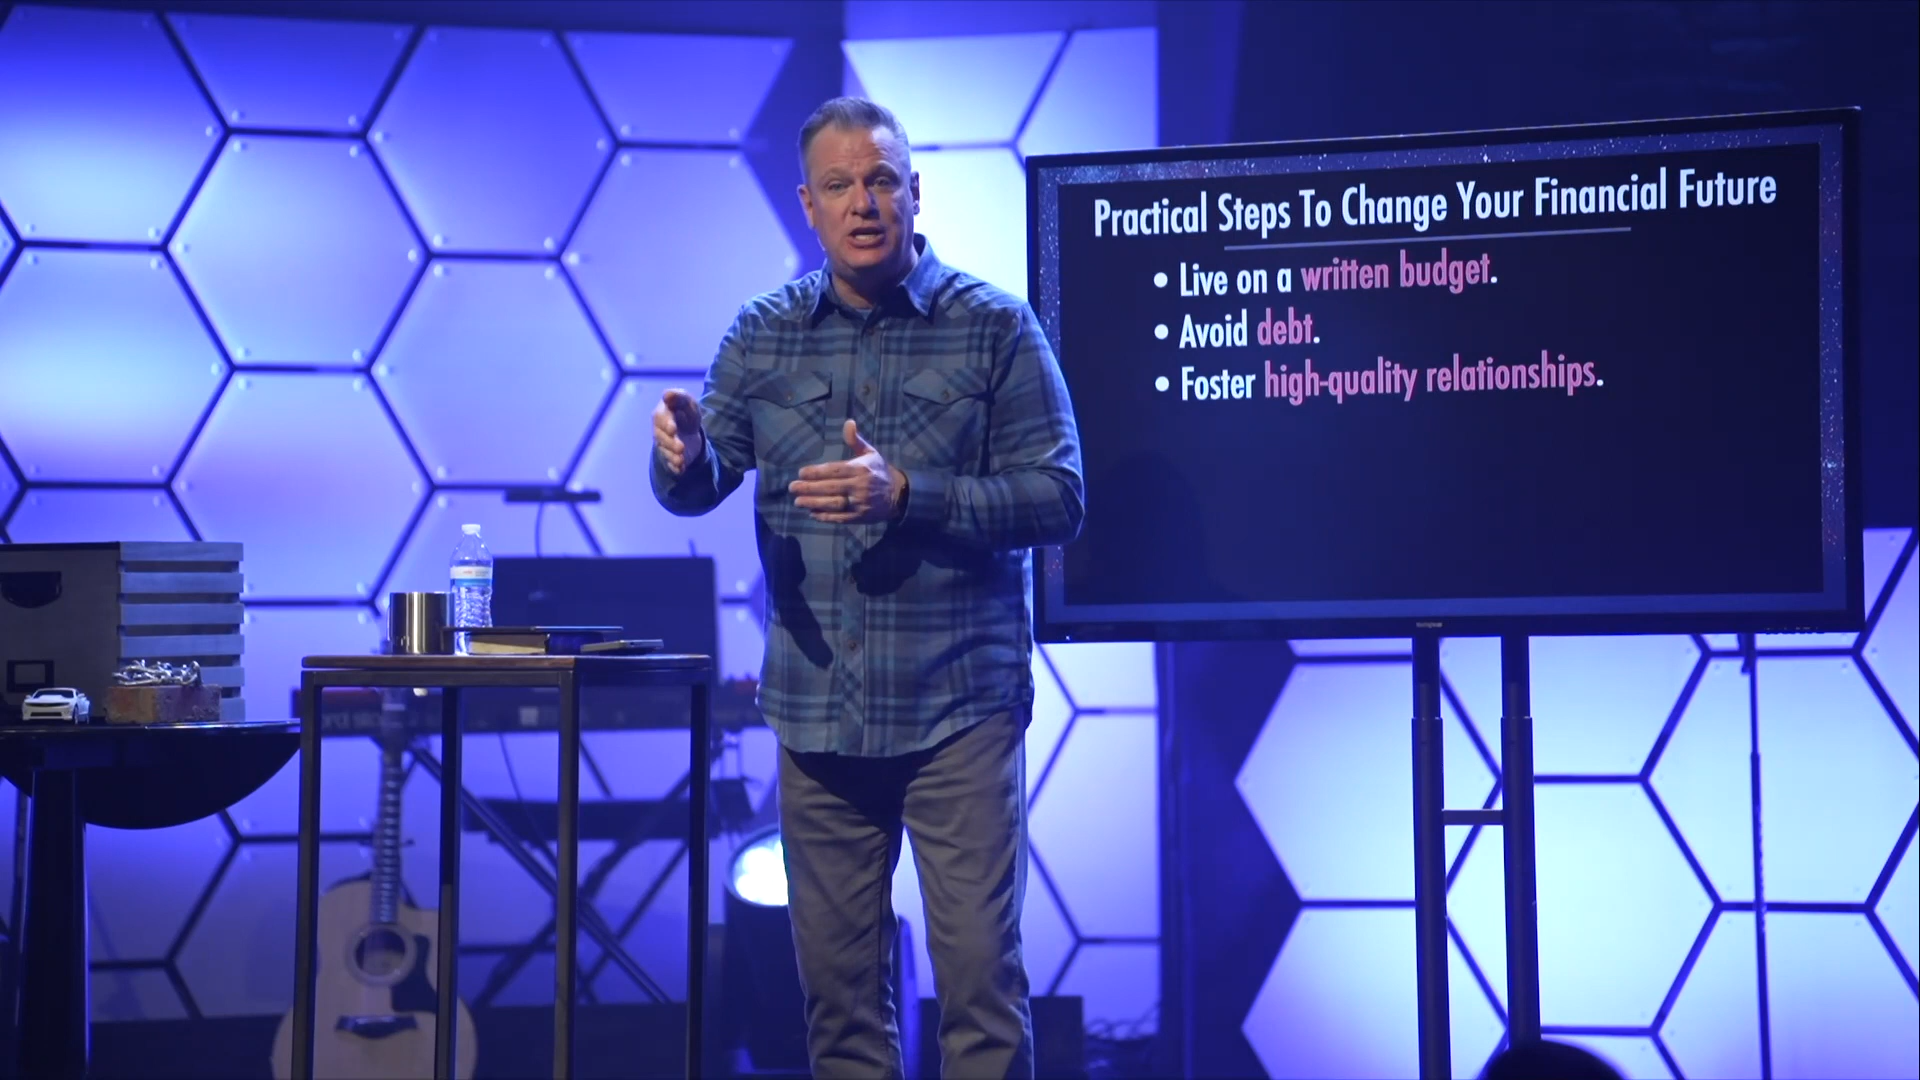 Practical Steps To Change Your Financial Future
• Live on a written budget.
• Avoid debt.
• Foster high-quality relationships.